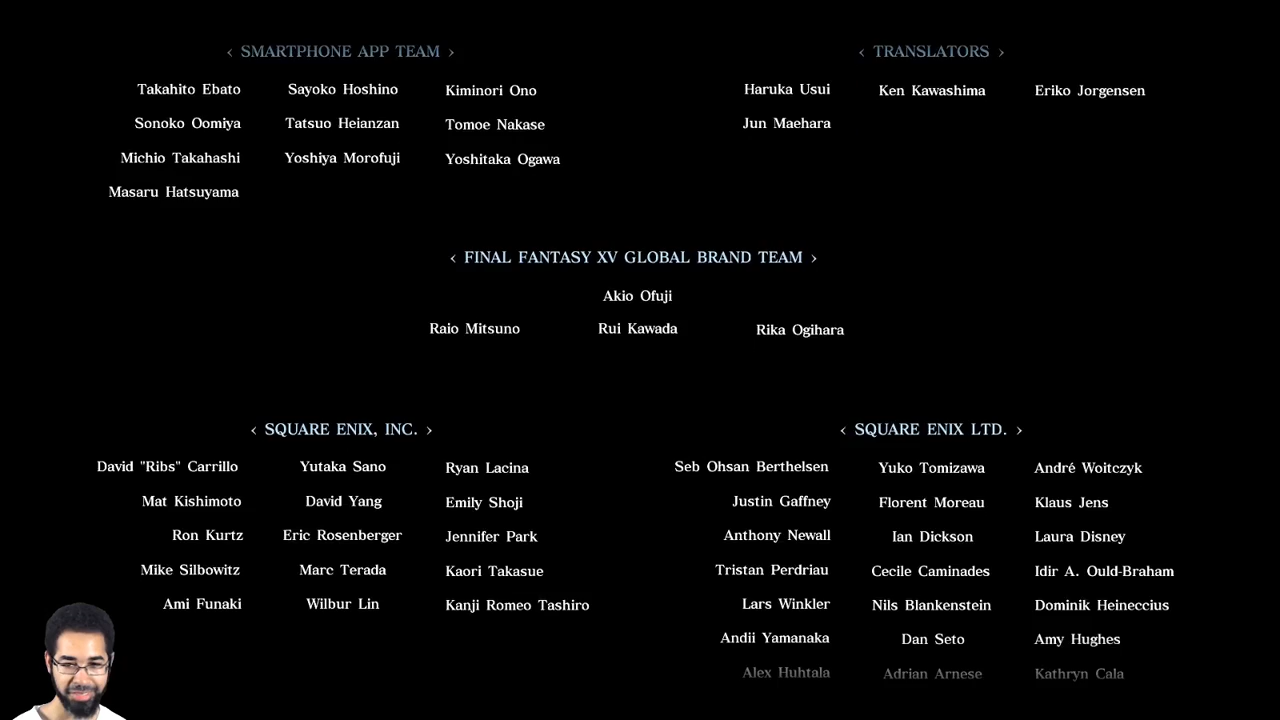 ‹ SMARTPHONE APP TEAM ›
Takahito Ebato Sayoko Hoshino Kiminori Ono
Sonoko Oomiya Tatsuo Heianzan Tomoe Nakase
Michio Takahashi Yoshiya Morofuji Yoshitaka Ogawa
Masaru Hatsuyama
‹ TRANSLATORS ›
Haruka Usui Ken Kawashima Eriko Jorgensen
Jun Maehara
‹ FINAL FANTASY XV GLOBAL BRAND TEAM ›
Akio Ofuji
Raio Mitsuno Rui Kawada Rika Ogihara
‹ SQUARE ENIX, INC. ›
David "Ribs" Carrillo Yutaka Sano Ryan Lacina
Mat Kishimoto David Yang Emily Shoji
Ron Kurtz Eric Rosenberger Jennifer Park
Mike Silbowitz Marc Terada Kaori Takasue
Ami Funaki Wilbur Lin Kanji Romeo Tashiro
‹ SQUARE ENIX LTD. ›
Seb Ohsan Berthelsen Yuko Tomizawa André Woitczyk
Justin Gaffney Florent Moreau Klaus Jens
Anthony Newall Ian Dickson Laura Disney
Tristan Perdriau Cecile Caminades Idir A. Ould-Braham
Lars Winkler Nils Blankenstein Dominik Heineccius
Andii Yamanaka Dan Seto Amy Hughes
Alex Huhtala Adrian Arnese Kathryn Cala